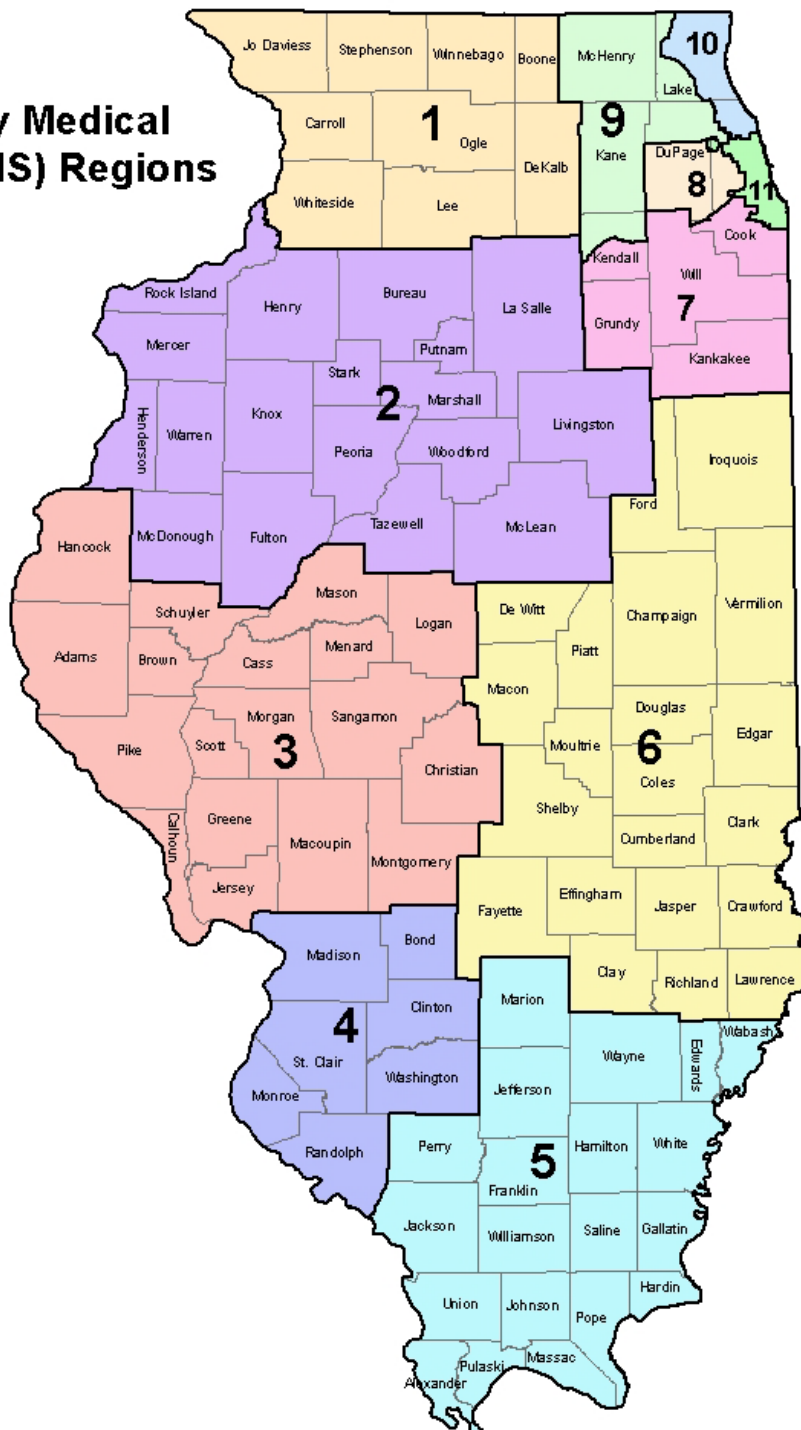 y Medical
IS) Regions
Jo Daviess
Stephenson
Winnebago
Boone
McHenry
10
Lake
Carroll
1
Ogle
9
Kane
DeKalb
DuPage
8
11
Whiteside
Lee
Cook
Kendall
Will
7
Rock Island
Henry
Bureau
La Salle
Grundy
Mercer
Putnam
Kankakee
Stark
2
Marshall
Henderson
Warren
Knox
Peoria
Woodford
Livingston
Iroquois
Ford
McDonough
Fulton
Tazewell
McLean
Hancock
Mason
Schuyler
Logan
De Witt
Champaign
Vermilion
Adams
Brown
Cass
Menard
Piatt
Macon
Morgan
Sangamon
Douglas
Pike
Scott
3
Moultrie
6
Edgar
Christian
Coles
Calhoun
Greene
Shelby
Clark
Macoupin
Montgomery
Cumberland
Jersey
Effingham
Jasper
Crawford
Fayette
Madison
Bond
Clay
Richland
Lawrence
Marion
Clinton
4
Wabash
St. Clair
Wayne
Edwards
Washington
Jefferson
Monroe
Randolph
Perry
5
Hamilton
White
Franklin
Jackson
Williamson
Saline
Gallatin
Hardin
Union
Johnson
Pope
Massac
Pulaski
Alexander